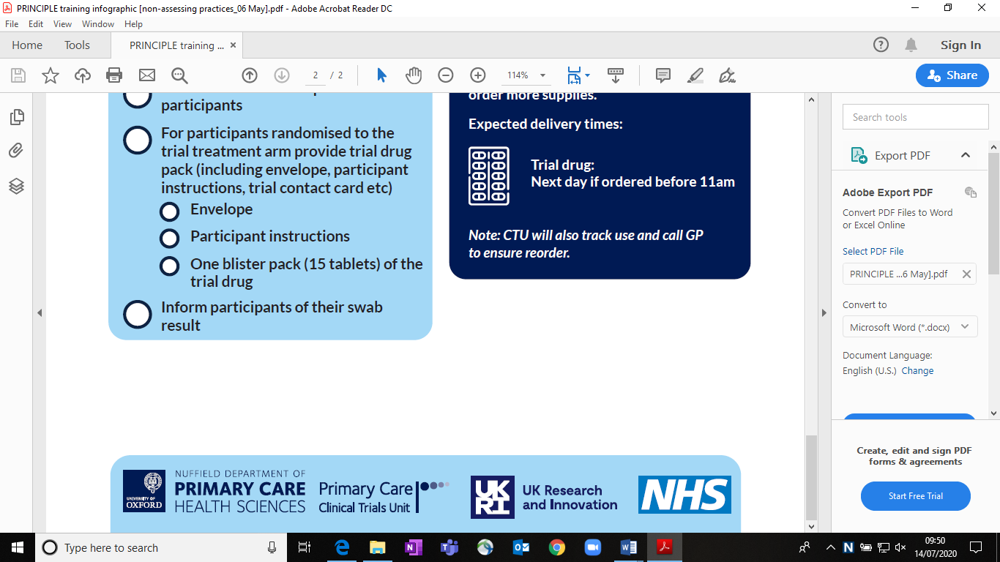 PRINCIPLE training infographic [non-assessing practices_06 May].pdf - Adobe Acrobat Reader DC
File Edit View Window Help
Home Tools PRINCIPLE training ... ×
? Sign In
2 / 2 114% Share
participants
For participants randomised to the
trial treatment arm provide trial drug
pack (including envelope, participant
instructions, trial contact card etc)
Envelope
Participant instructions
One blister pack (15 tablets) of the
trial drug
Inform participants of their swab
result
order more supplies.
Expected delivery times:
Trial drug:
Next day if ordered before 11am
Note: CTU will also track use and call GP
to ensure reorder.
UNIVERSITY OF
OXFORD
NUFFIELD DEPARTMENT OF
PRIMARY CARE
HEALTH SCIENCES
Primary Care
Clinical Trials Unit
UK
RI
UK Research
and Innovation
NHS
Search tools
Export PDF
Adobe Export PDF
Convert PDF Files to Word
or Excel Online
Select PDF File
PRINCIPLE ...6 May].pdf
Convert to
Microsoft Word (*.docx)
Document Language:
English (U.S.) Change
Create, edit and sign PDF
forms & agreements
Start Free Trial
Type here to search
09:50
14/07/2020